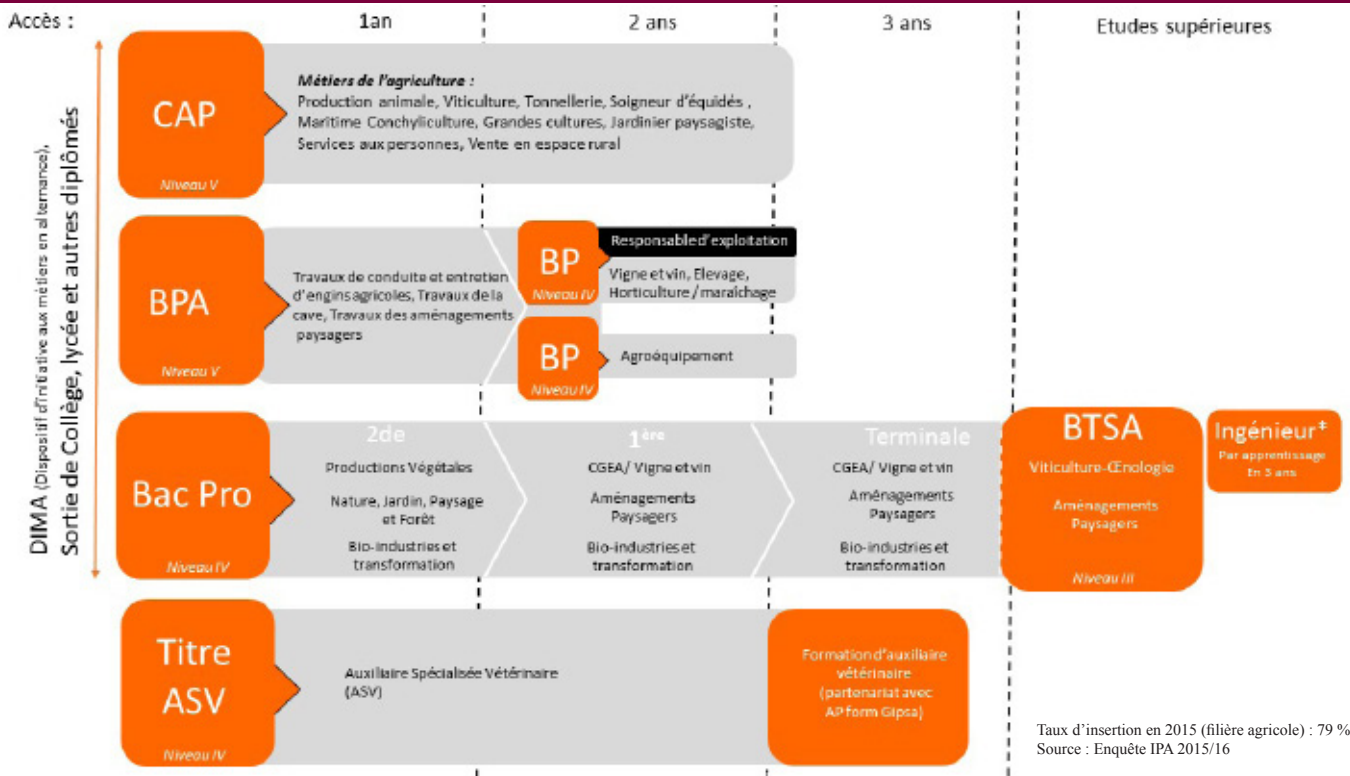 Accès :
1an
2 ans
3 ans
Etudes supérieures
DIMA (Dispositif d'initiative aux métiers en alternance),
Sortie de Collège, lycée et autres diplômés
CAP
Niveau V
Métiers de l'agriculture :
Production animale, Viticulture, Tonnellerie, Soigneur d'équidés ,
Maritime Conchyliculture, Grandes cultures, Jardinier paysagiste,
Services aux personnes, Vente en espace rural
BPA
Niveau V
Travaux de conduite et entretien
d'engins agricoles, Travaux de la
cave, Travaux des aménagements
paysagers
BP
Niveau IV
Responsable d'exploitation
Vigne et vin, Elevage,
Horticulture / maraîchage
BP
Niveau IV
Agroéquipement
Bac Pro
Niveau IV
2de
Productions Végétales
Nature, Jardin, Paysage
et Forêt
Bio-industries et
transformation
1ère
CGEA/ Vigne et vin
Aménagements
Paysagers
Bio-industries et
transformation
Terminale
CGEA/ Vigne et vin
Aménagements
Paysagers
Bio-industries et
transformation
BTSA
Viticulture-Œnologie
Aménagements
Paysagers
Niveau III
Ingénieur*
Par apprentissage
En 3 ans
Titre
ASV
Niveau IV
Auxiliaire Spécialisée Vétérinaire
(ASV)
Formation d'auxiliaire
vétérinaire
(partenariat avec
AP form Gipsa)
Taux d'insertion en 2015 (filière agricole) : 79 %
Source : Enquête IPA 2015/16